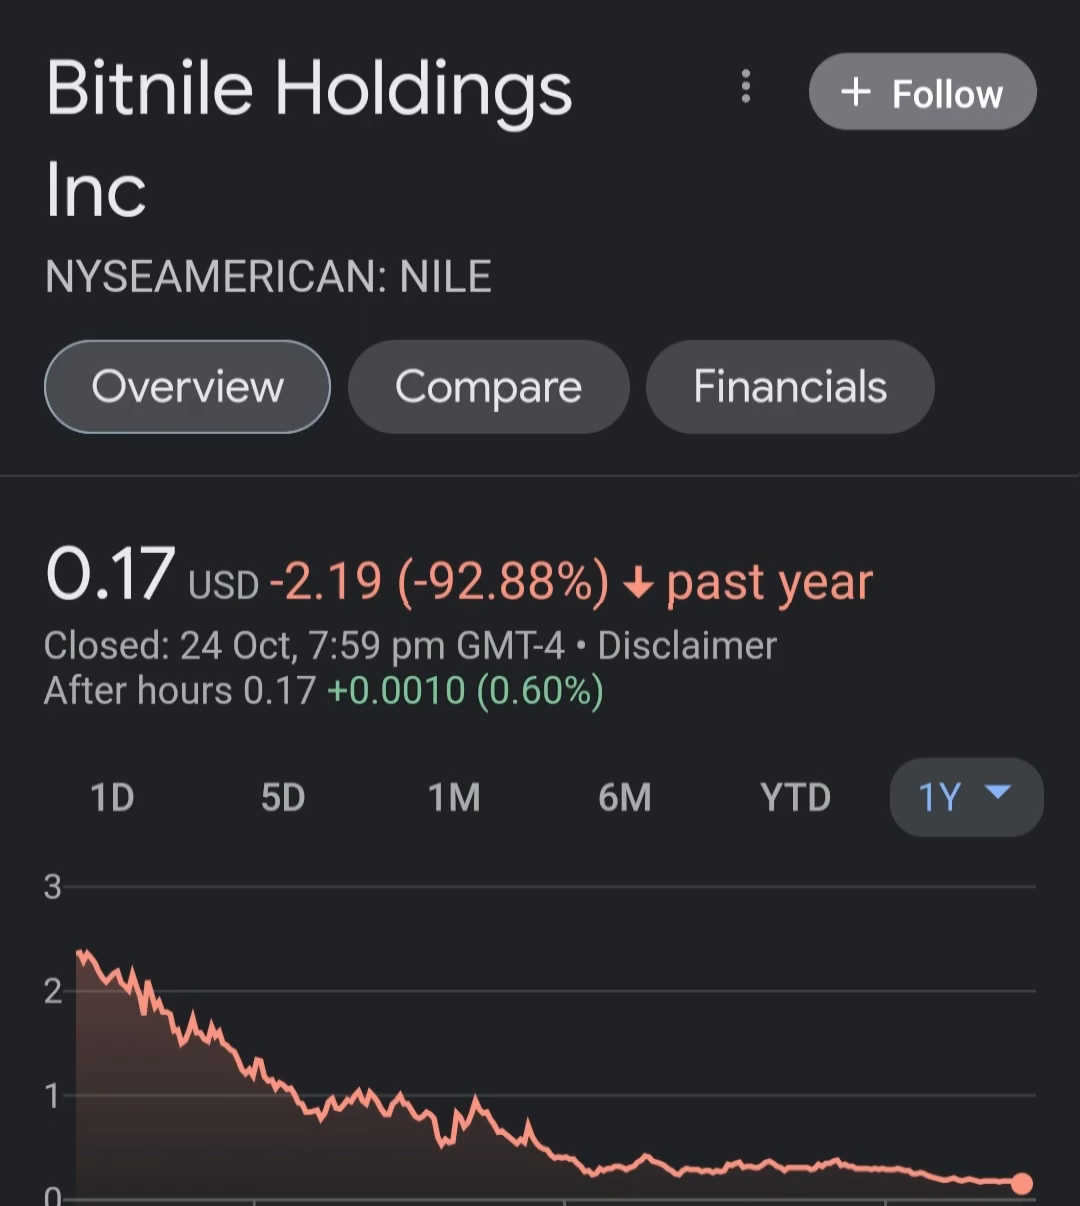 Bitnile Holdings
Inc
+ Follow
NYSEAMERICAN: NILE
Overview Compare Financials
0.17 USD -2.19 (-92.88%) ↓ past year
Closed: 24 Oct, 7:59 pm GMT-4 • Disclaimer
After hours 0.17 +0.0010 (0.60%)
1D 5D 1M 6M YTD 1Y
3
2
1
0